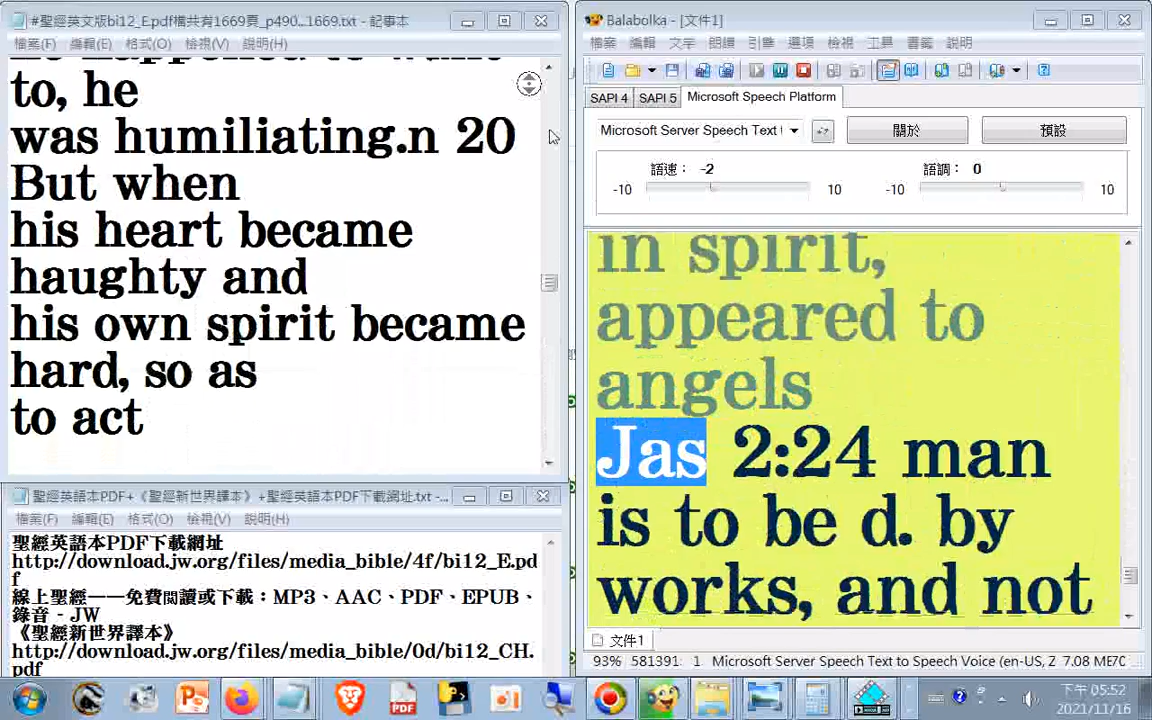 #聖經英文版bi12_E.pdf檔共有1669頁_p490...1669.txt - 記事本
檔案(F) 編輯(E) 格式(O) 檢視(V) 說明(H)
he happened to want
to, he
was humiliating.n 20
But when
his heart became
haughty and
his own spirit became
hard, so as
to act
聖經英語本PDF+《聖經新世界譯本》+聖經英語本PDF下載網址.txt - ...
檔案(F) 編輯(E) 格式(O) 檢視(V) 說明(H)
聖經英語本PDF下載網址
http://download.jw.org/files/media_bible/4f/bi12_E.pd
f
線上聖經──免費閱讀或下載：MP3、AAC、PDF、EPUB、
錄音 - JW
《聖經新世界譯本》
http://download.jw.org/files/media_bible/0d/bi12_CH.
pdf
Balabolka - [文件1]
檔案 編輯 文字 朗讀 引擎 選項 檢視 工具 書籤 說明
SAPI 4 SAPI 5 Microsoft Speech Platform
Microsoft Server Speech Text 關於 預設
語速： -2 語調： 0
-10 10 -10 10
in spirit,
appeared to
angels
Jas 2:24 man
is to be d. by
works, and not
文件1
93% 581391: 1 Microsoft Server Speech Text to Speech Voice (en-US, Z 7.08 МБ
PDF
下午 05:52
2021/11/16